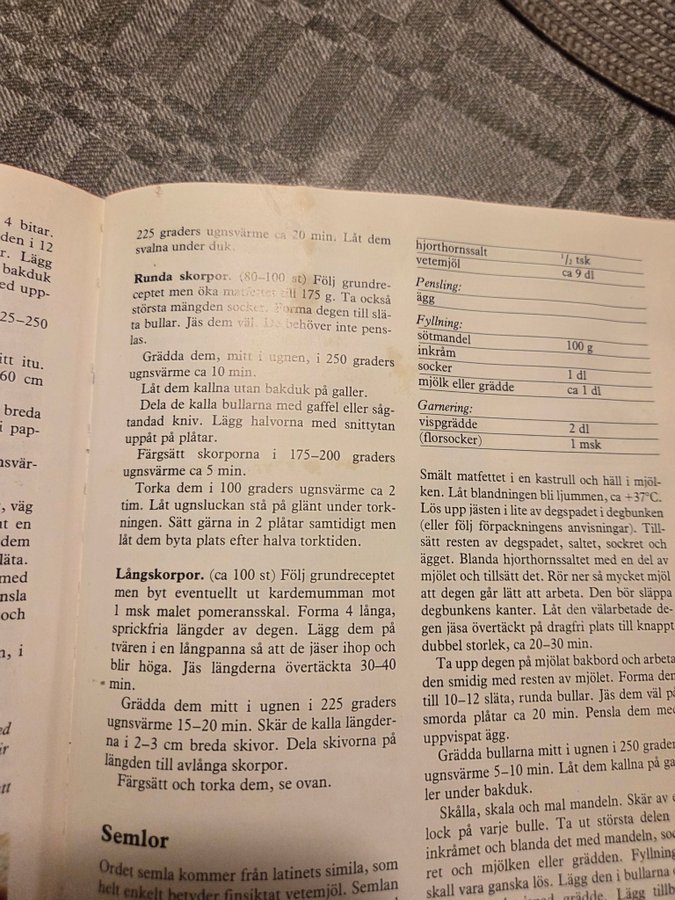 4 bitar.
den i 12
r. Lägg
bakduk
ed upp-
25–250
itt itu.
60 cm
breda
i pap-
nsvär-
, väg
ut en
dem
släta.
med
nsla
och
n, i
ed
är
att
225 graders ugnsvärme ca 20 min. Låt dem
svalna under duk.
Runda skorpor. (80–100 st) Följ grundre-
ceptet men öka matfettet till 175 g. Ta också
största mängden socker. Forma degen till slä-
ta bullar. Jäs dem väl. De behöver inte pens-
las.
Grädda dem, mitt i ugnen, i 250 graders
ugnsvärme ca 10 min.
Låt dem kallna utan bakduk på galler.
Dela de kalla bullarna med gaffel eller såg-
tandad kniv. Lägg halvorna med snittytan
uppåt på plåtar.
Färgsätt skorporna i 175–200 graders
ugnsvärme ca 5 min.
Torka dem i 100 graders ugnsvärme ca 2
tim. Låt ugnsluckan stå på glänt under tork-
ningen. Sätt gärna in 2 plåtar samtidigt men
låt dem byta plats efter halva torktiden.
Långskorpor. (ca 100 st) Följ grundreceptet
men byt eventuellt ut kardemumman mot
1 msk malet pomeransskal. Forma 4 långa,
sprickfria längder av degen. Lägg dem på
tvären i en långpanna så att de jäser ihop och
blir höga. Jäs längderna övertäckta 30–40
min.
Grädda dem mitt i ugnen i 225 graders
ugnsvärme 15–20 min. Skär de kalla längder-
na i 2–3 cm breda skivor. Dela skivorna på
längden till avlånga skorpor.
Färgsätt och torka dem, se ovan.
Semlor
Ordet semla kommer från latinets simila, som
helt enkelt betyder finsiktat vetemjöl. Semlan
hjorthornssalt 1/2 tsk
vetemjöl ca 9 dl
Pensling:
ägg
Fyllning:
sötmandel 100 g
inkråm
socker 1 dl
mjölk eller grädde ca 1 dl
Garnering:
vispgrädde 2 dl
(florsocker) 1 msk
Smält matfettet i en kastrull och häll i mjöl-
ken. Låt blandningen bli ljummen, ca +37°C.
Lös upp jästen i lite av degspadet i degbunken
(eller följ förpackningens anvisningar). Till-
sätt resten av degspadet, saltet, sockret och
ägget. Blanda hjorthornssaltet med en del av
mjölet och tillsätt det. Rör ner så mycket mjöl
att degen går lätt att arbeta. Den bör släppa
degbunkens kanter. Låt den välarbetade de-
gen jäsa övertäckt på dragfri plats till knappt
dubbel storlek, ca 20–30 min.
Ta upp degen på mjölat bakbord och arbeta
den smidig med resten av mjölet. Forma den
till 10–12 släta, runda bullar. Jäs dem väl på
smorda plåtar ca 20 min. Pensla dem med
uppvispat ägg.
Grädda bullarna mitt i ugnen i 250 grader
ugnsvärme 5–10 min. Låt dem kallna på ga
ler under bakduk.
Skålla, skala och mal mandeln. Skär av e
lock på varje bulle. Ta ut största delen
inkråmet och blanda det med mandeln, soc
ret och mjölken eller grädden. Fyllning
skall vara ganska lös. Lägg den i bullarna
grädde. Lägg tillb